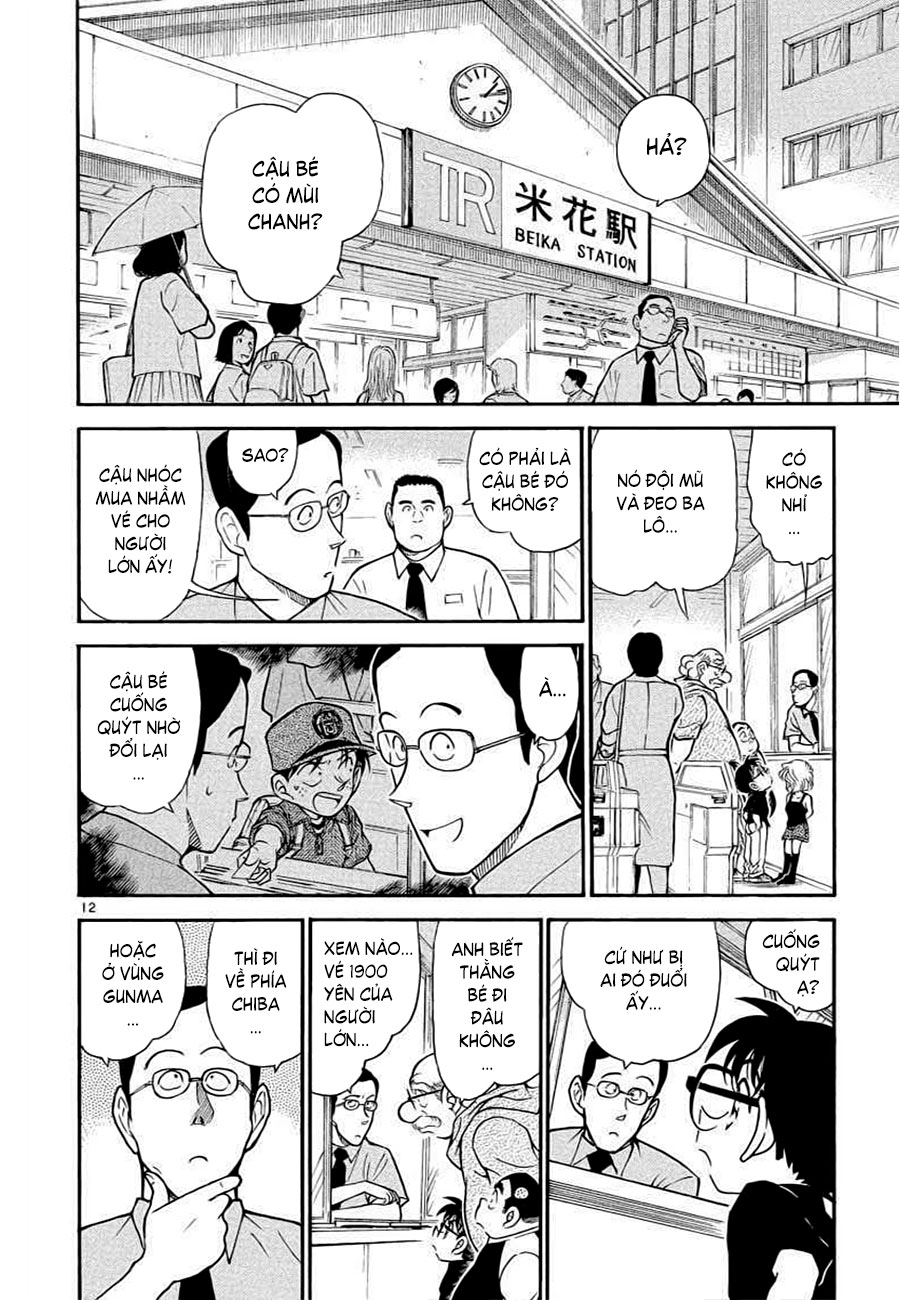 HẢ?
CẬU BÉ
CÓ MÙI
CHANH?
TR
米花駅
BEIKA STATION
CÓ
KHÔNG
NHÍ
...
NÓ ĐỘI MŨ
VÀ ĐEO BA
LÔ...
CÓ PHẢI LÀ
CẬU BÉ ĐÓ
KHÔNG?
SAO?
CẬU NHÓC
MUA NHẦM
VÉ CHO
NGƯỜI
LỚN ẤY!
À...
CẬU BÉ
CUỐNG
QUÝT NHỜ
ĐỔI LẠI
...
12
CUỐNG
QUÝT
Ạ?
CỨ NHƯ BỊ
AI ĐÓ ĐUỔI
ẤY...
ANH BIẾT
THẰNG
BÉ ĐI
ĐÂU
KHÔNG
...
XEM NÀO...
VÉ 1900
YÊN CỦA
NGƯỜI
LỚN...
THÌ ĐI
VỀ PHÍA
CHIBA
...
HOẶC
Ở VÙNG
GUNMA
...